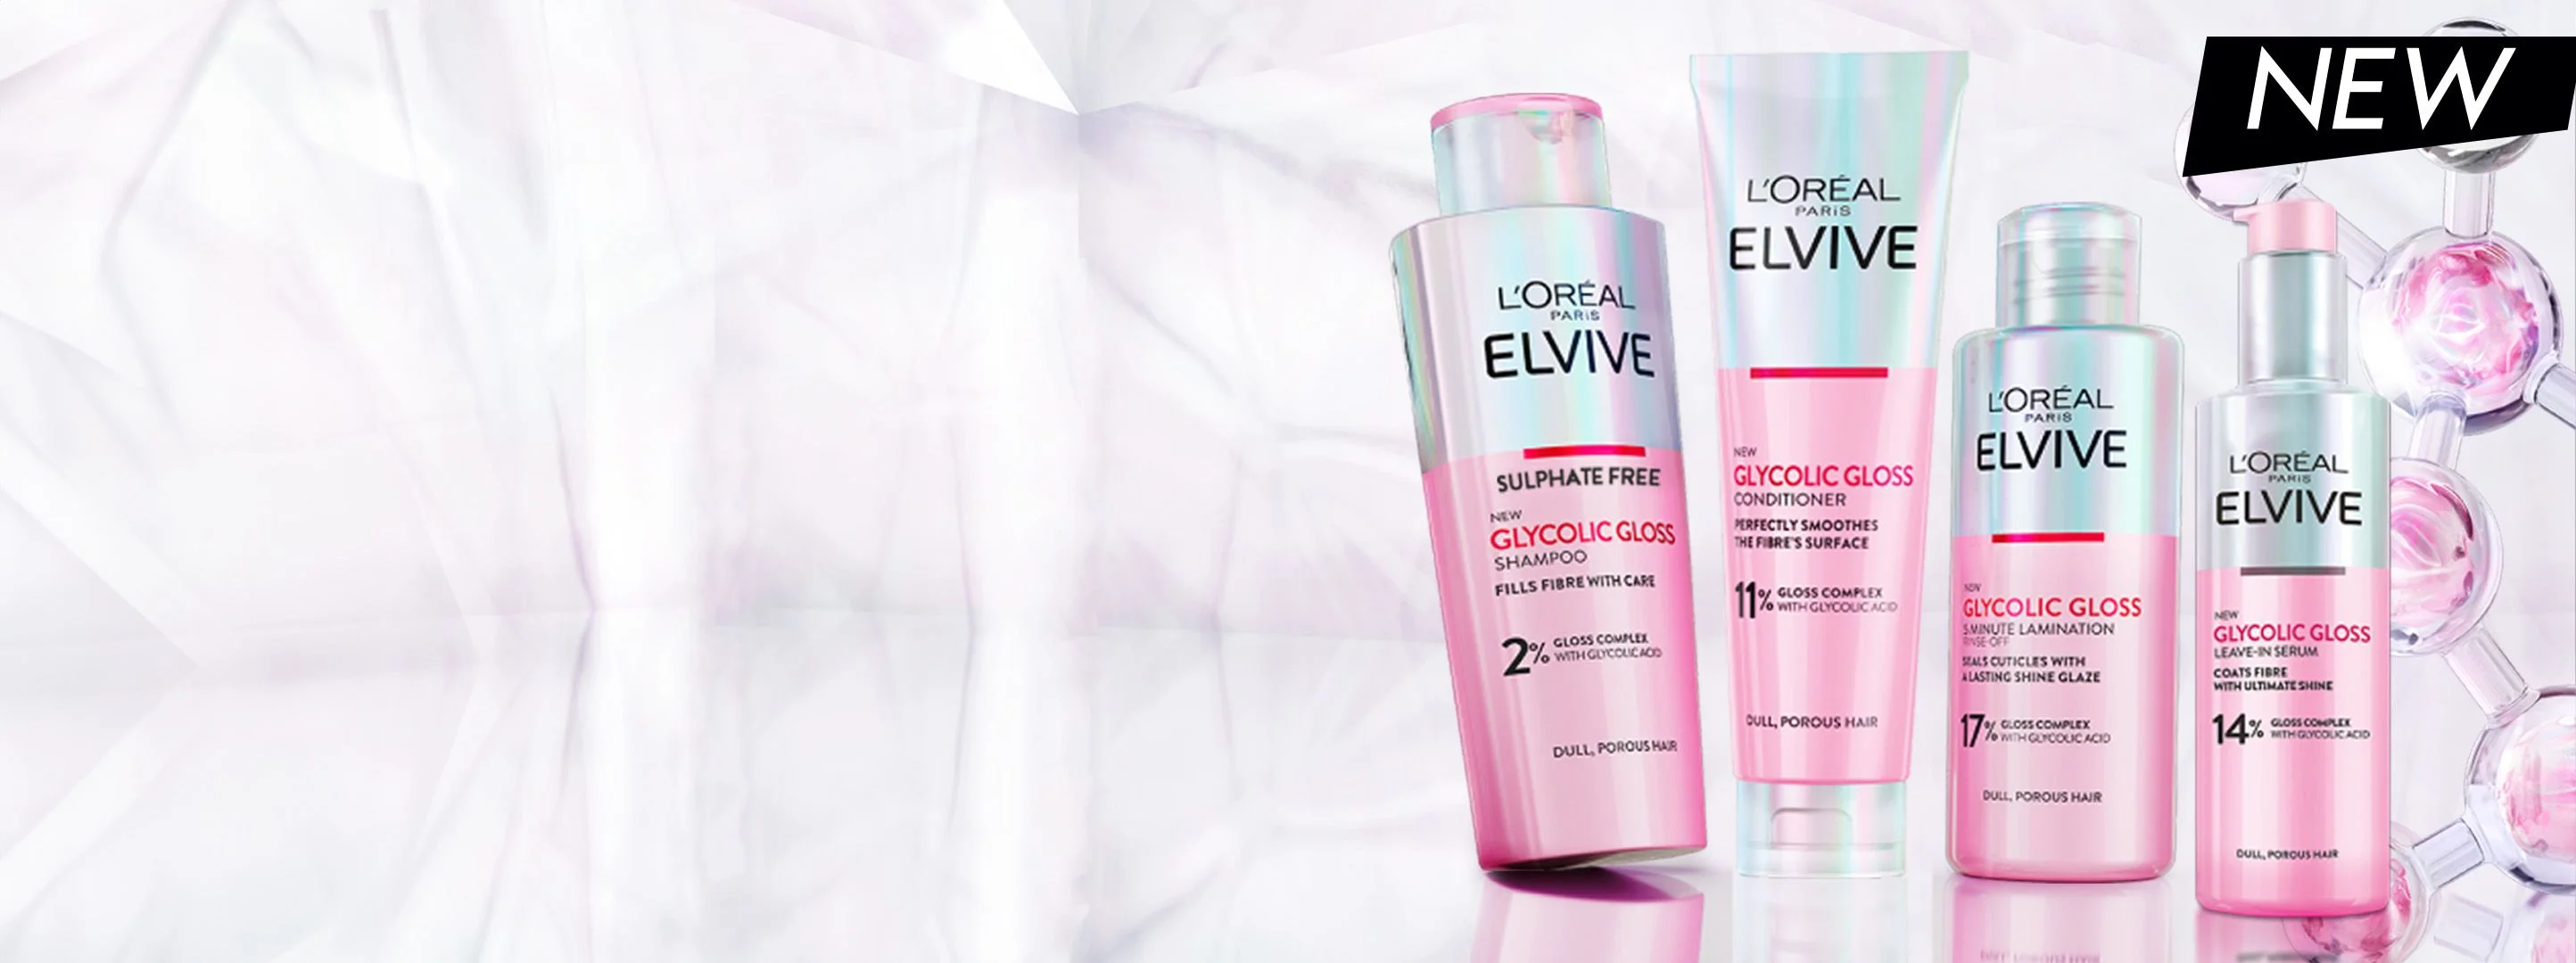 NEW
L'ORÉAL
PARIS
ELVIVE
SULPHATE FREE
NEW
GLYCOLIC GLOSS
SHAMPOO
FILLS FIBRE WITH CARE
2% GLOSS COMPLEX
WITH GLYCOLIC ACID
DULL, POROUS HAIR
L'ORÉAL
PARIS
ELVIVE
NEW
GLYCOLIC GLOSS
CONDITIONER
PERFECTLY SMOOTHES
THE FIBRE'S SURFACE
11% GLOSS COMPLEX
WITH GLYCOLIC ACID
DULL, POROUS HAIR
L'ORÉAL
PARIS
ELVIVE
NEW
GLYCOLIC GLOSS
5 MINUTE LAMINATION
RINSE-OFF
SEALS CUTICLES WITH
A LASTING SHINE GLAZE
17% GLOSS COMPLEX
WITH GLYCOLIC ACID
DULL, POROUS HAIR
L'ORÉAL
PARIS
ELVIVE
NEW
GLYCOLIC GLOSS
LEAVE-IN SERUM
COATS FIBRE
WITH ULTIMATE SHINE
14% GLOSS COMPLEX
WITH GLYCOLIC ACID
DULL, POROUS HAIR